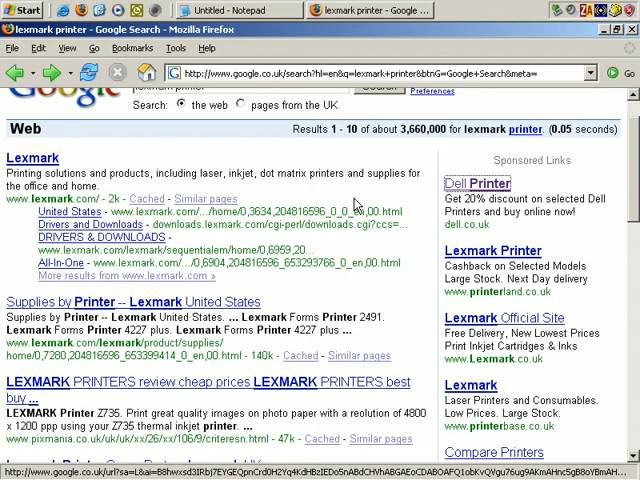 Start
Untitled - Notepad
lexmark printer - Google ...
lexmark printer - Google Search - Mozilla Firefox
File Edit View Go Bookmarks Tools Help
http://www.google.co.uk/search?hl=en&q=lexmark+printer&btnG=Google+Search&meta=
Go
Google
lexmark printer
Search
Preferences
Search: the web pages from the UK
Web
Results 1 - 10 of about 3,660,000 for lexmark printer. (0.05 seconds)
Lexmark
Printing solutions and products, including laser, inkjet, dot matrix printers and supplies for
the office and home.
www.lexmark.com/ - 2k - Cached - Similar pages
United States - www.lexmark.com/.../home/0,3634,204816596_0_0_en,00.html
Drivers and Downloads - downloads.lexmark.com/cgi-perl/downloads.cgi?ccs=...
DRIVERS & DOWNLOADS -
www.lexmark.com/lexmark/sequentialem/home/0,6959,20...
All-In-One - www.lexmark.com/.../0,6904,204816596_653293766_0_en,00.html
More results from www.lexmark.com »
Supplies by Printer -- Lexmark United States
Supplies by Printer -- Lexmark United States. ... Lexmark Forms Printer 2491.
Lexmark Forms Printer 4227 plus. Lexmark Forms Printer 4227 plus ...
www.lexmark.com/lexmark/product/supplies/
home/0,7280,204816596_653399414_0_en,00.html - 140k - Cached - Similar pages
LEXMARK PRINTERS review cheap prices LEXMARK PRINTERS best
buy ...
LEXMARK Printer Z735. Print great quality images on photo paper with a reolution of 4800
x 1200 ppx using your Z735 thermal inkjet printer. ...
www.pixmania.co.uk/uk/uk/xx/26/xx/106/9/criteresn.html - 47k - Cached - Similar pages
Sponsored Links
Dell Printer
Get 20% discount on selected Dell
Printers and buy online now!
dell.co.uk
Lexmark Printer
Cashback on Selected Models
Large Stock. Next Day delivery
www.printerland.co.uk
Lexmark Official Site
Free Delivery, New Lowest Prices
Print Inkjet Cartridges & Inks
www.Lexmark.co.uk
Lexmark
Laser Printers and Consumables.
Low Prices. Large Stock.
www.printerbase.co.uk
Compare Printers